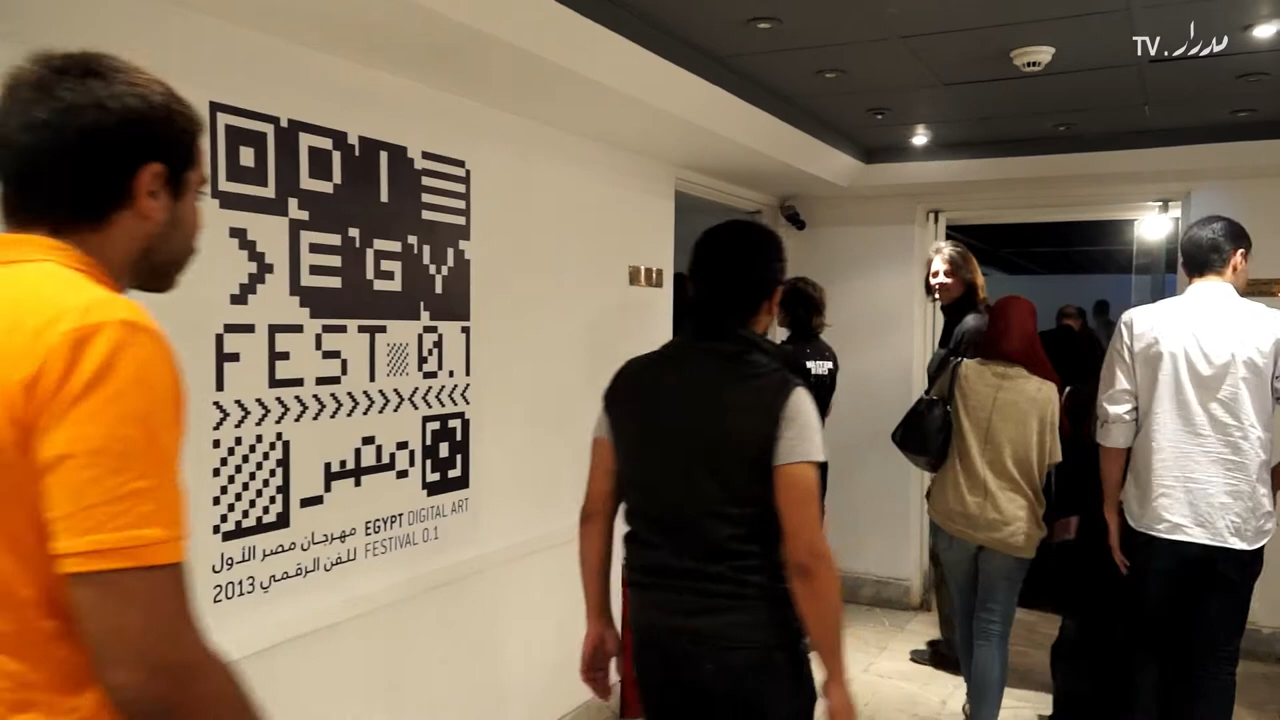 TV. مدرار
DI
EGY
FEST 0.1
مصر
مهرجان مصر الأول EGYPT DIGITAL ART
للفن الرقمي 2013 FESTIVAL 0.1